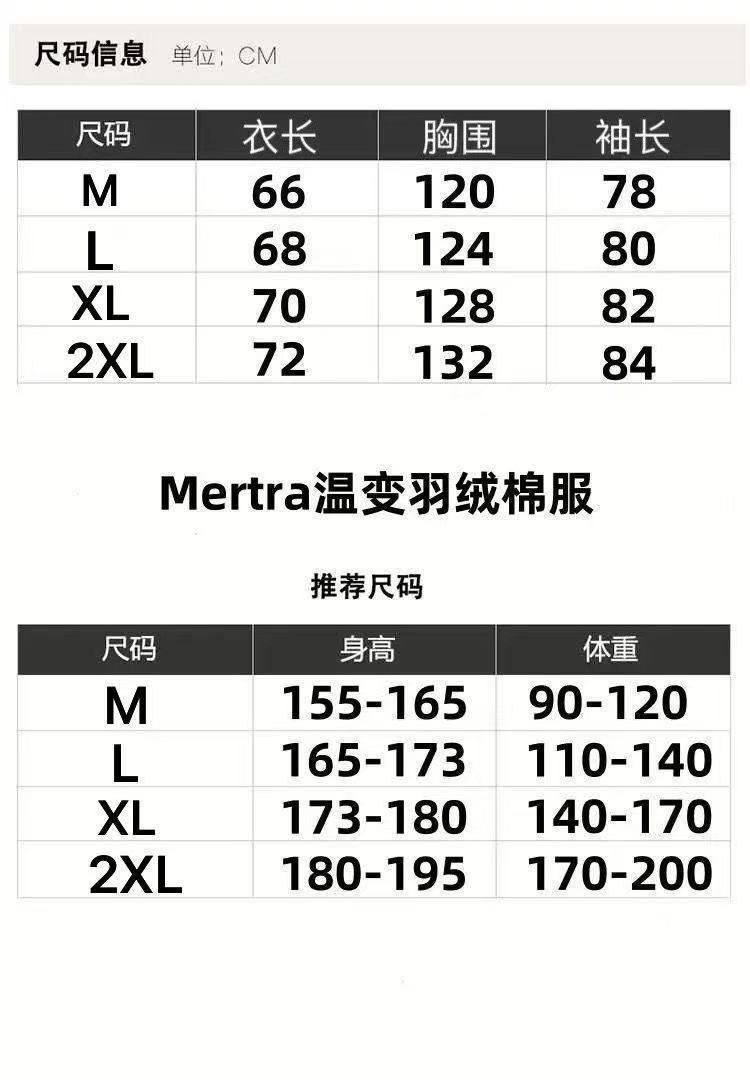 尺码信息 单位：CM
尺码 衣长 胸围 袖长
M 66 120 78
L 68 124 80
XL 70 128 82
2XL 72 132 84
Mertra温变羽绒棉服
推荐尺码
尺码 身高 体重
M 155-165 90-120
L 165-173 110-140
XL 173-180 140-170
2XL 180-195 170-200